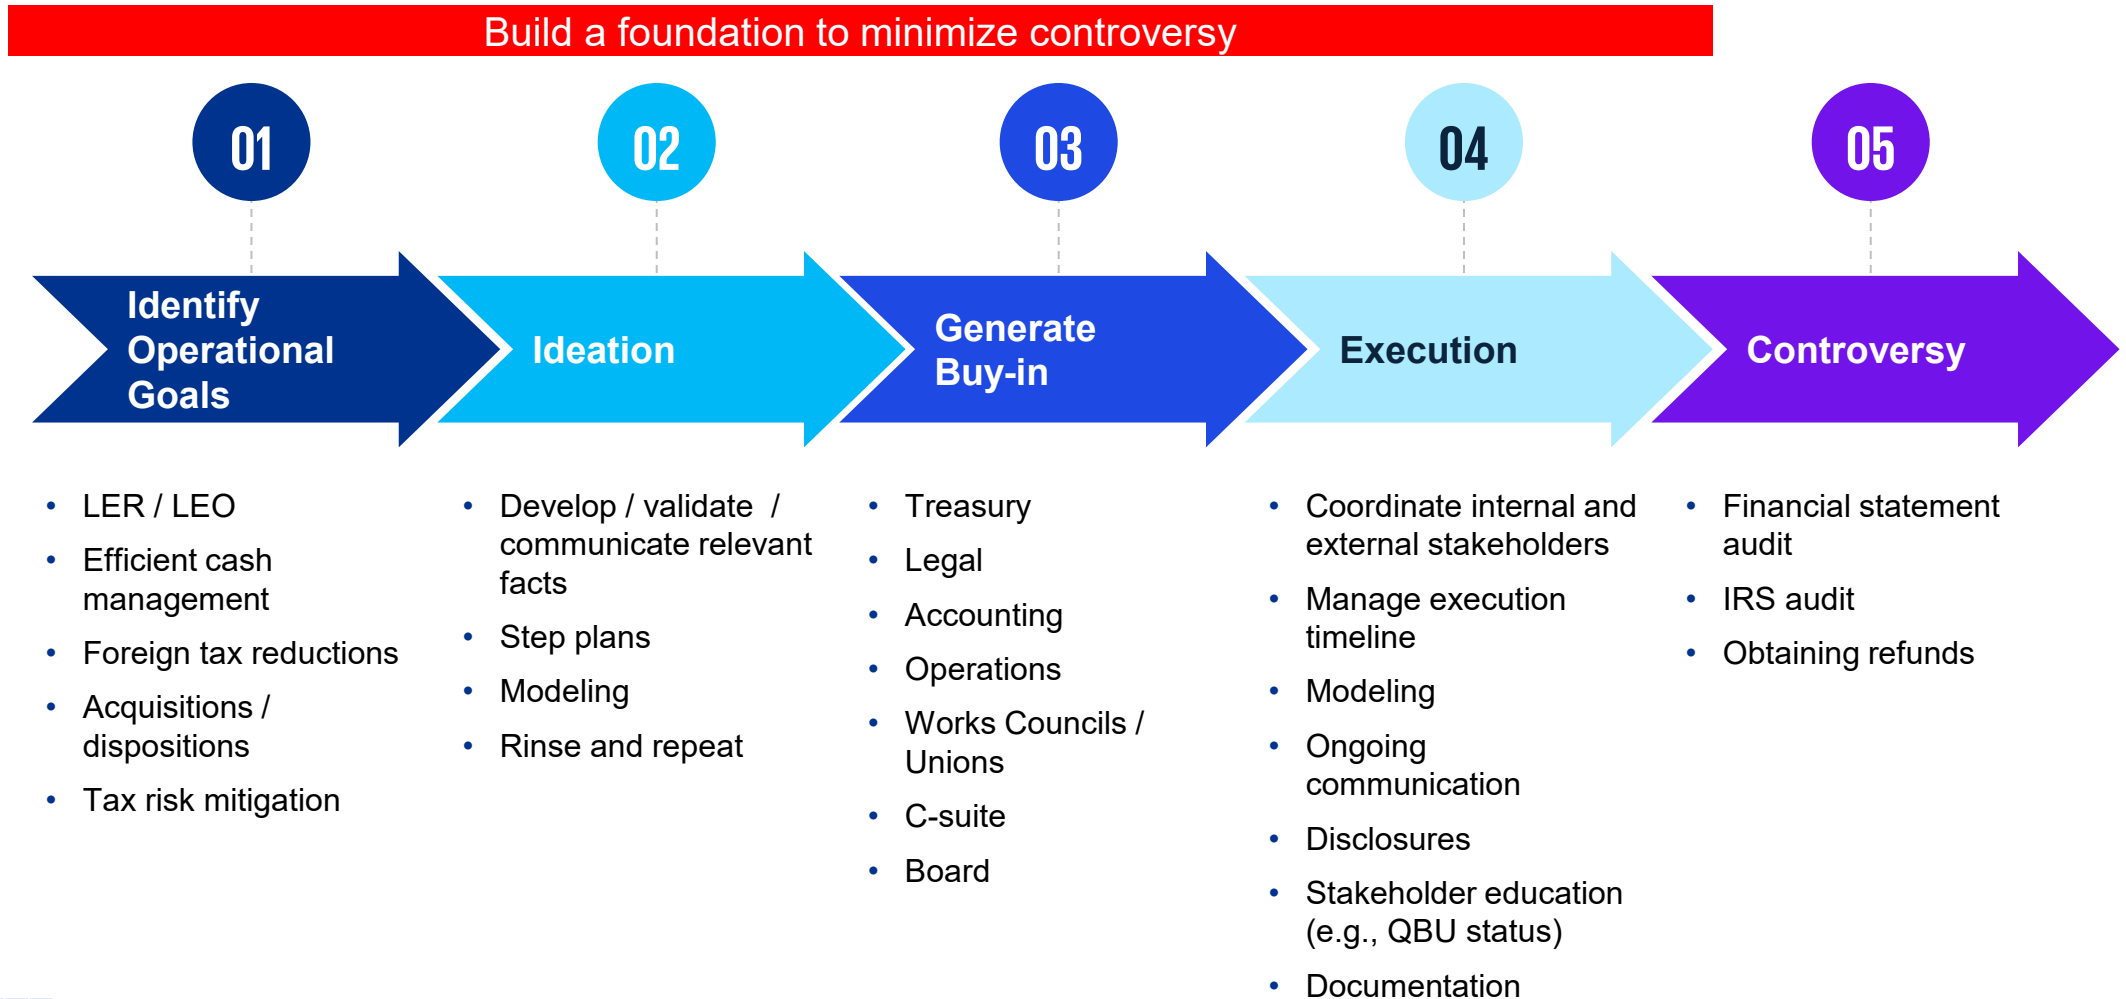 Build a foundation to minimize controversy
01
02
03
04
05
Identify
Operational
Goals
Ideation
Generate
Buy-in
Execution
Controversy
• LER / LEO
• Efficient cash
management
• Foreign tax reductions
• Acquisitions /
dispositions
• Tax risk mitigation
• Develop / validate /
communicate relevant
facts
• Step plans
• Modeling
• Rinse and repeat
• Treasury
• Legal
• Accounting
• Operations
• Works Councils /
Unions
• C-suite
• Board
• Coordinate internal and
external stakeholders
• Manage execution
timeline
• Modeling
• Ongoing
communication
• Disclosures
• Stakeholder education
(e.g., QBU status)
• Documentation
• Financial statement
audit
• IRS audit
• Obtaining refunds